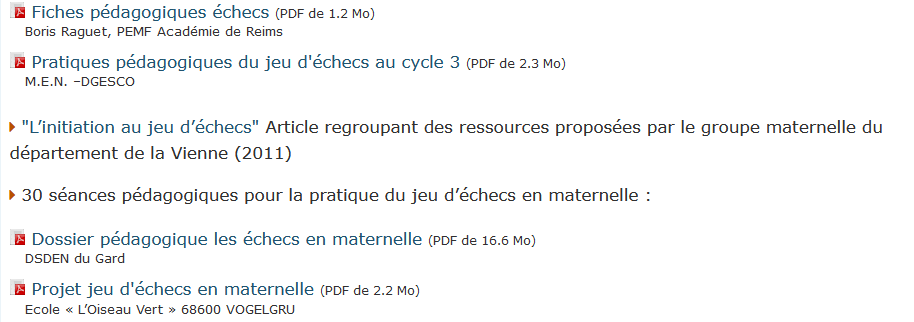 Fiches pédagogiques échecs (PDF de 1.2 Mo)
Boris Raguet, PEMF Académie de Reims
Pratiques pédagogiques du jeu d'échecs au cycle 3 (PDF de 2.3 Mo)
M.E.N. –DGESCO
"L’initiation au jeu d’échecs" Article regroupant des ressources proposées par le groupe maternelle du
département de la Vienne (2011)
30 séances pédagogiques pour la pratique du jeu d’échecs en maternelle :
Dossier pédagogique les échecs en maternelle (PDF de 16.6 Mo)
DSDEN du Gard
Projet jeu d'échecs en maternelle (PDF de 2.2 Mo)
Ecole « L’Oiseau Vert » 68600 VOGELGRU